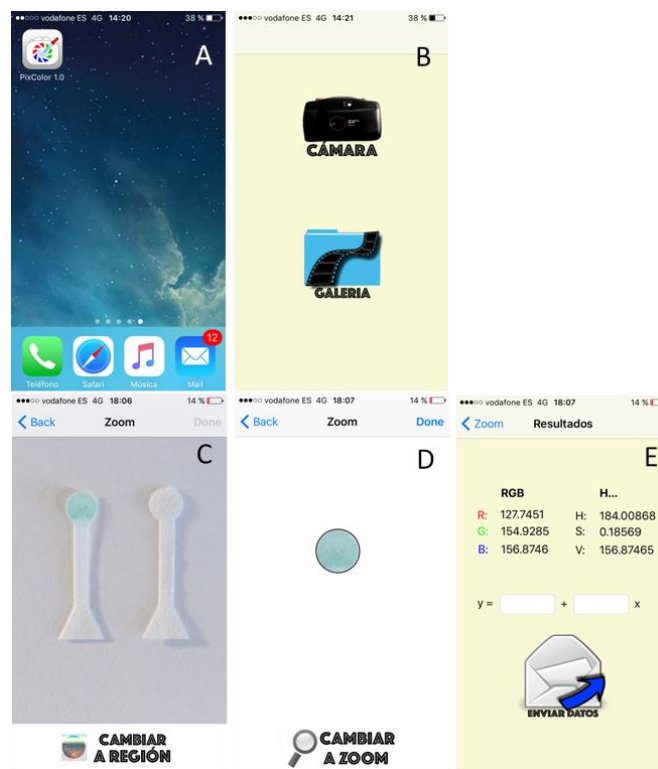 vodafone ES 4G 14:20 38 %
A
PixColor 1.0
12
Teléfono Safari Música Mail
vodafone ES 4G 14:21 38 %
B
CÁMARA
GALERIA
vodafone ES 4G 18:06 14 %
Back Zoom Done
C
CAMBIAR
A REGIÓN
vodafone ES 4G 18:07 14 %
Back Zoom Done
D
CAMBIAR
A ZOOM
vodafone ES 4G 18:07 14 %
Zoom Resultados
E
RGB H...
R: 127.7451 H: 184.00868
G: 154.9285 S: 0.18569
B: 156.8746 V: 156.87465
y = + x
ENVIAR DATOS